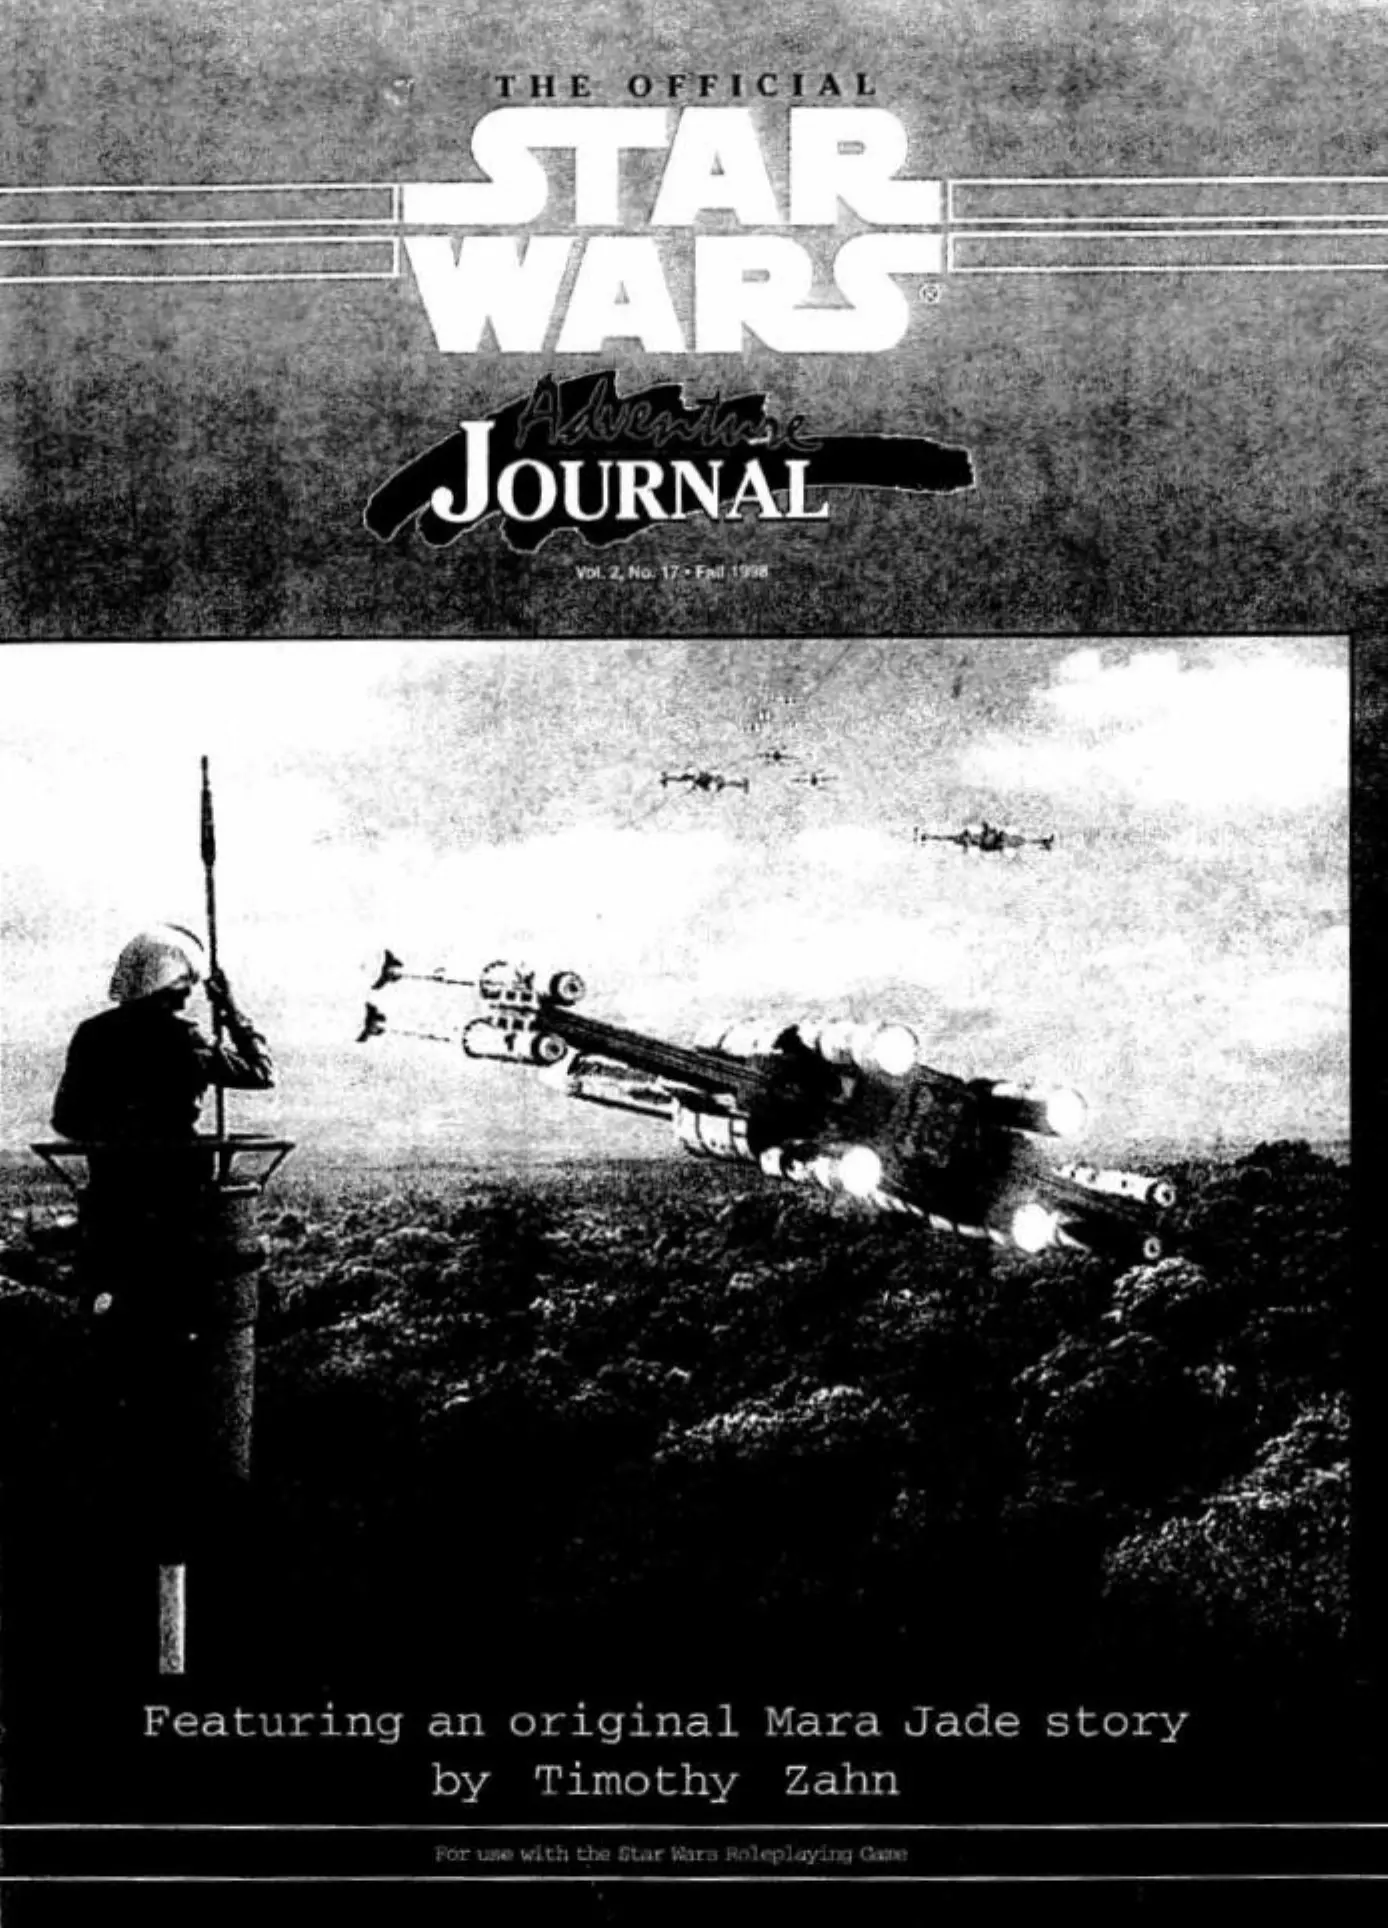 THE OFFICIAL
STAR
WARS®
Adventure
JOURNAL
Vol. 2, No. 17 • Fall 1998
Featuring an original Mara Jade story
by Timothy Zahn
For use with the Star Wars Roleplaying Game